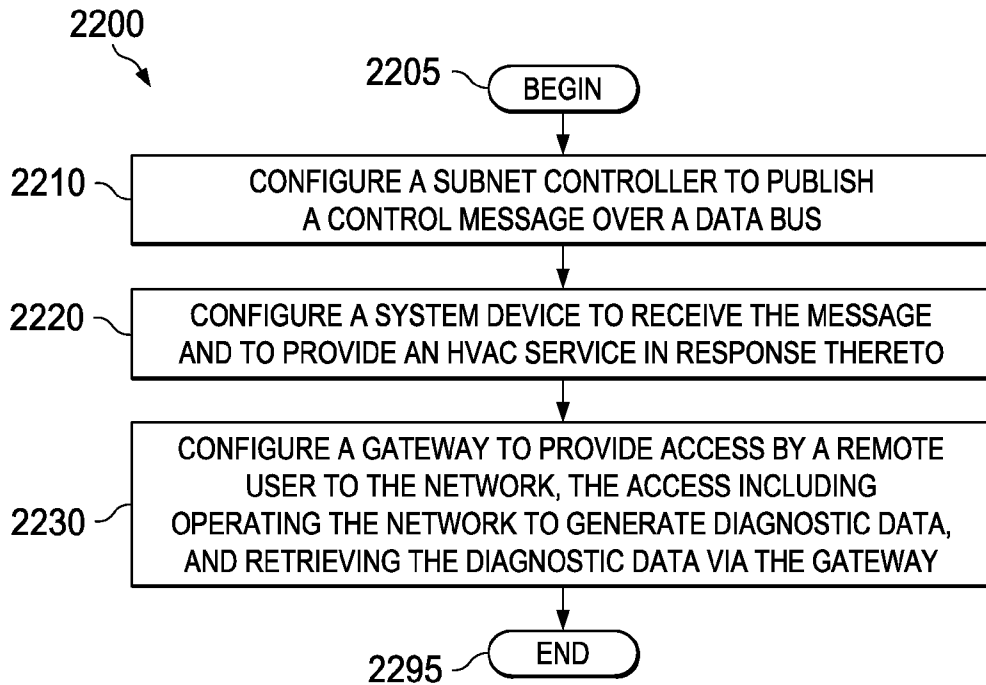 2200
2205
BEGIN
2210
CONFIGURE A SUBNET CONTROLLER TO PUBLISH
A CONTROL MESSAGE OVER A DATA BUS
2220
CONFIGURE A SYSTEM DEVICE TO RECEIVE THE MESSAGE
AND TO PROVIDE AN HVAC SERVICE IN RESPONSE THERETO
2230
CONFIGURE A GATEWAY TO PROVIDE ACCESS BY A REMOTE
USER TO THE NETWORK, THE ACCESS INCLUDING
OPERATING THE NETWORK TO GENERATE DIAGNOSTIC DATA,
AND RETRIEVING THE DIAGNOSTIC DATA VIA THE GATEWAY
2295
END